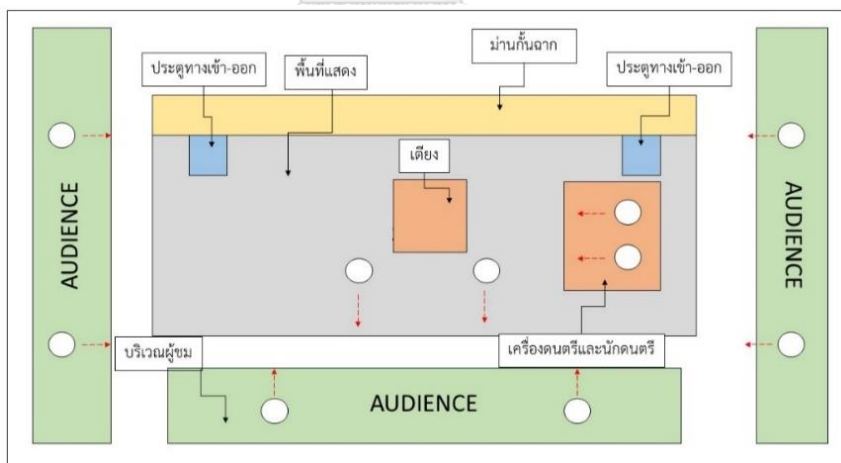 ม่านกั้นฉาก
ประตูทางเข้า-ออก
พื้นที่แสดง
ประตูทางเข้า-ออก
เตียง
AUDIENCE
AUDIENCE
บริเวณผู้ชม
เครื่องดนตรีและนักดนตรี
AUDIENCE